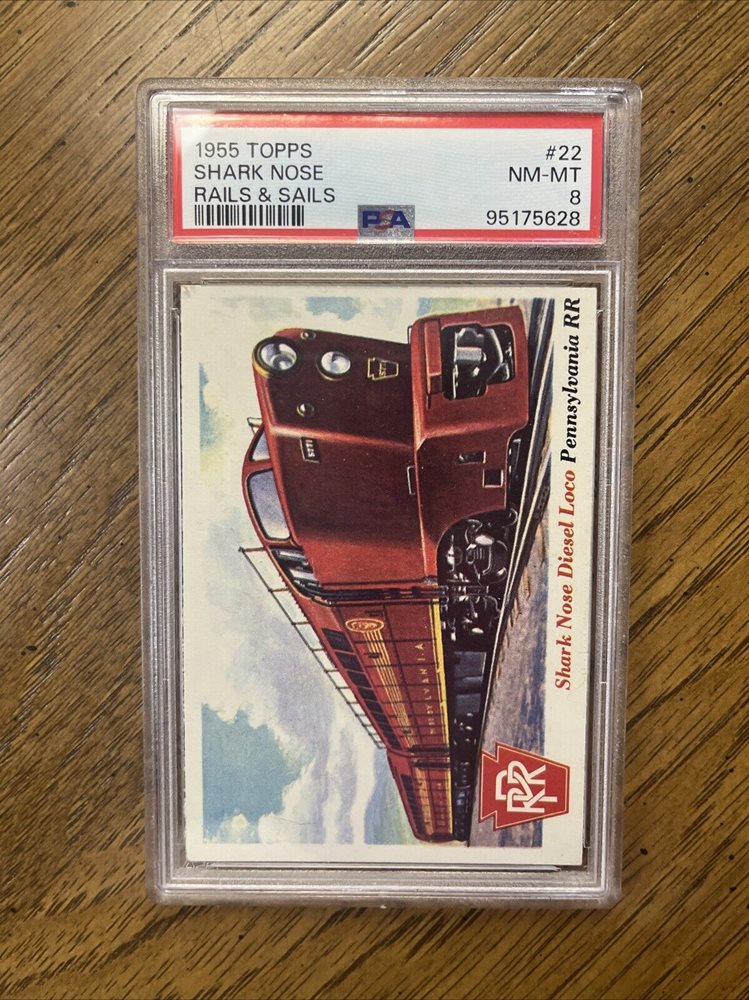 1955 TOPPS #22
SHARK NOSE NM-MT
RAILS & SAILS 8
PSA 95175628
Shark Nose Diesel Loco Pennsylvania RR
PRR